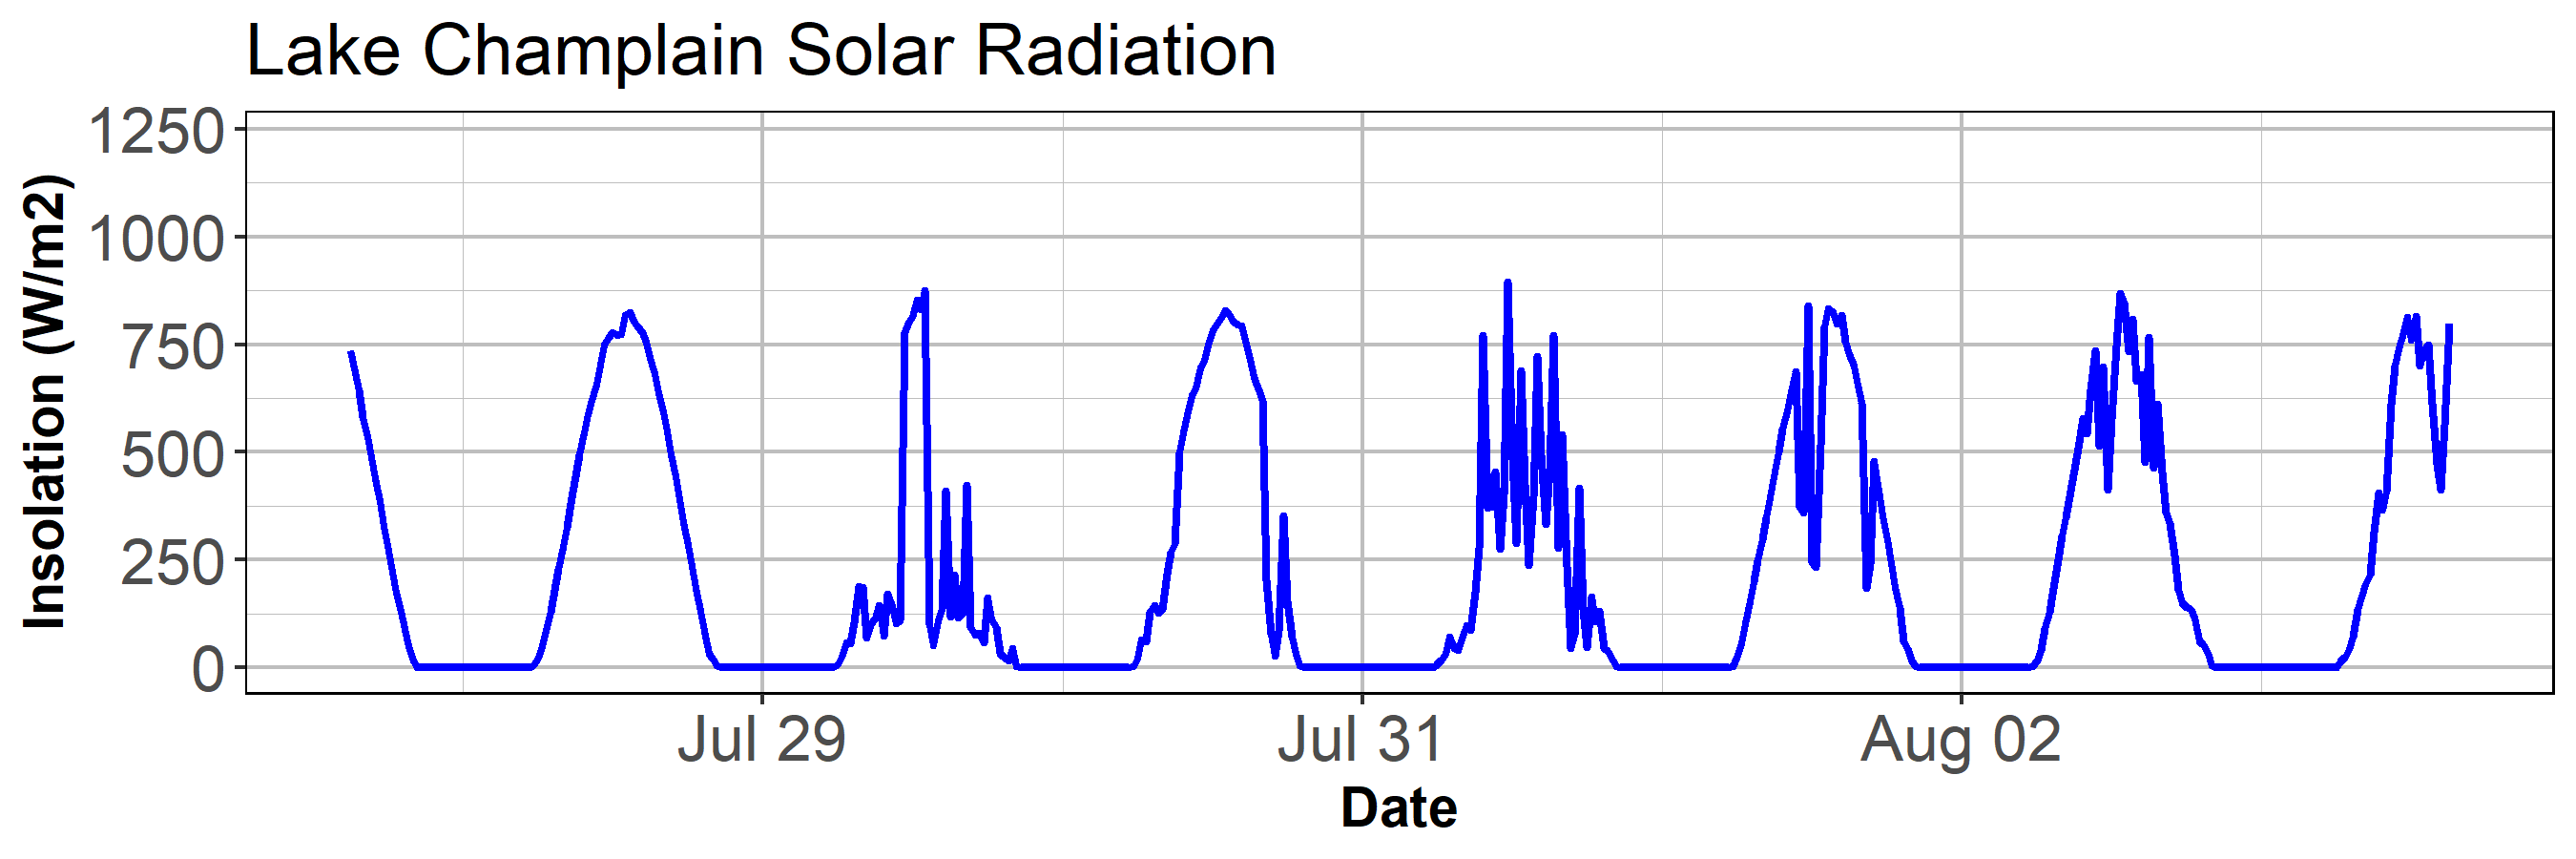 Lake Champlain Solar Radiation
Insolation (W/m2)
1250
1000
750
500
250
0
Jul 29
Jul 31
Aug 02
Date